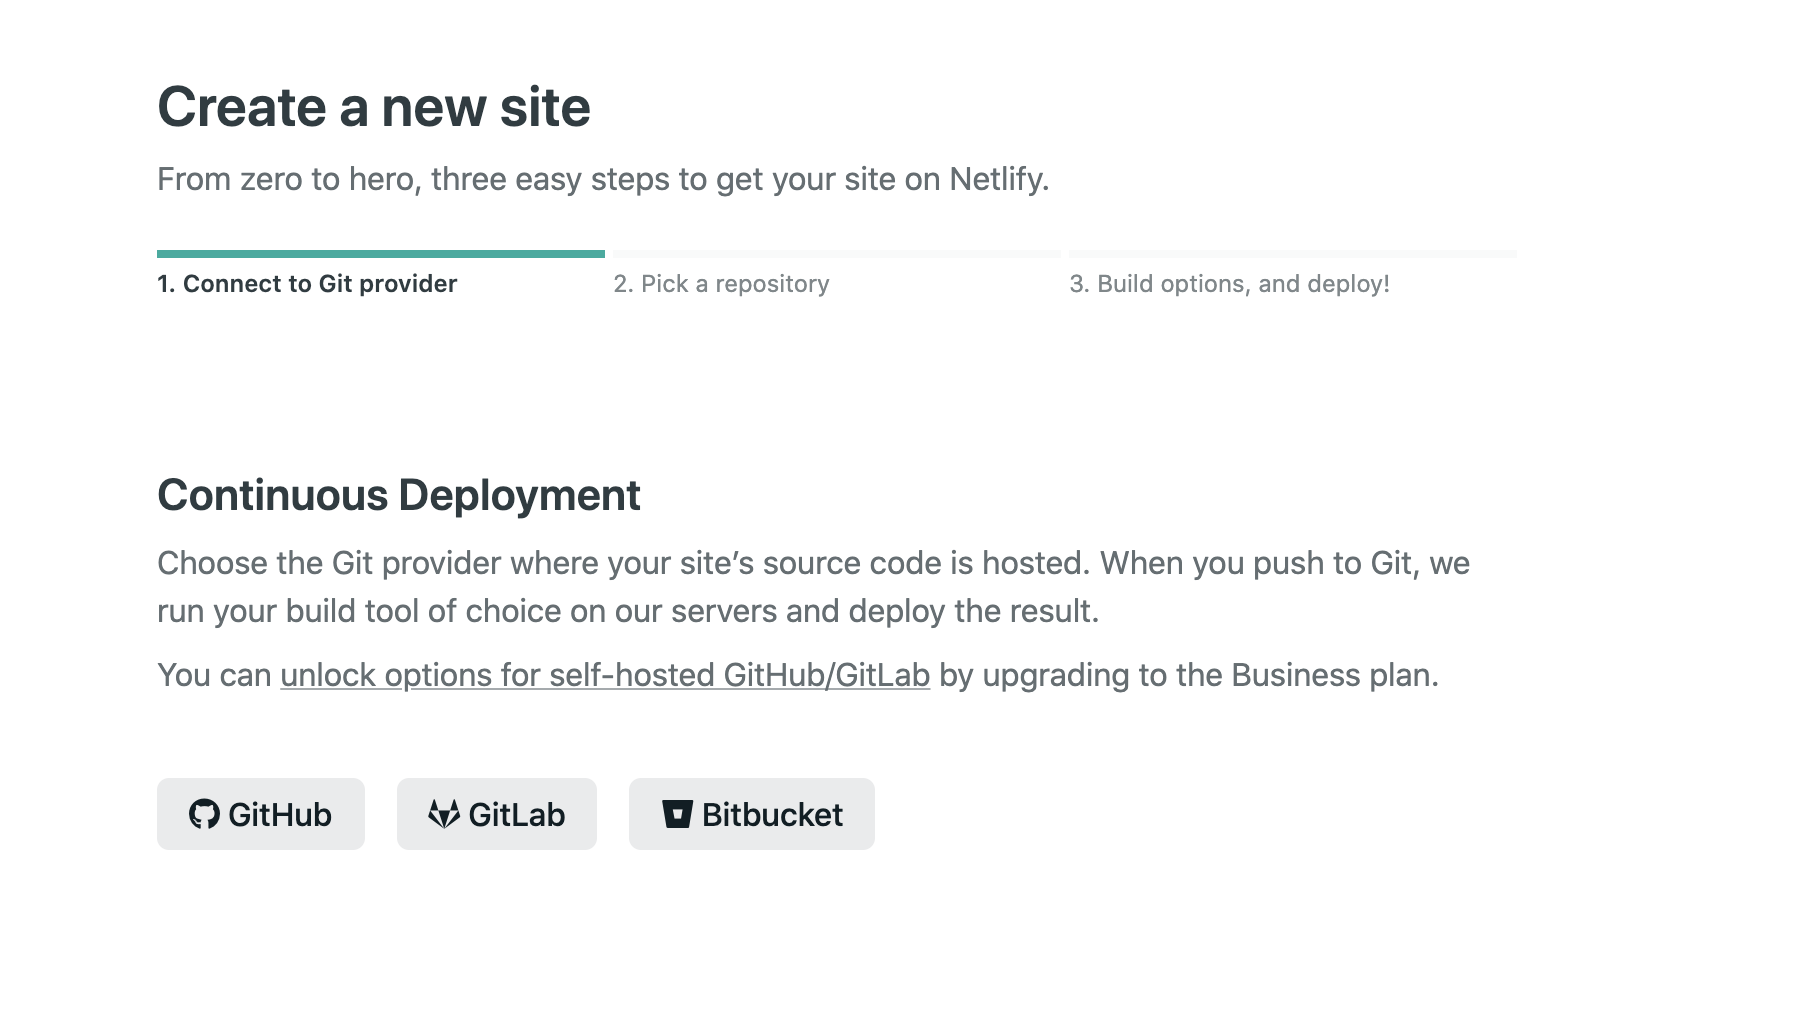 Create a new site
From zero to hero, three easy steps to get your site on Netlify.
1. Connect to Git provider
2. Pick a repository
3. Build options, and deploy!
Continuous Deployment
Choose the Git provider where your site’s source code is hosted. When you push to Git, we
run your build tool of choice on our servers and deploy the result.
You can unlock options for self-hosted GitHub/GitLab by upgrading to the Business plan.
GitHub
GitLab
Bitbucket